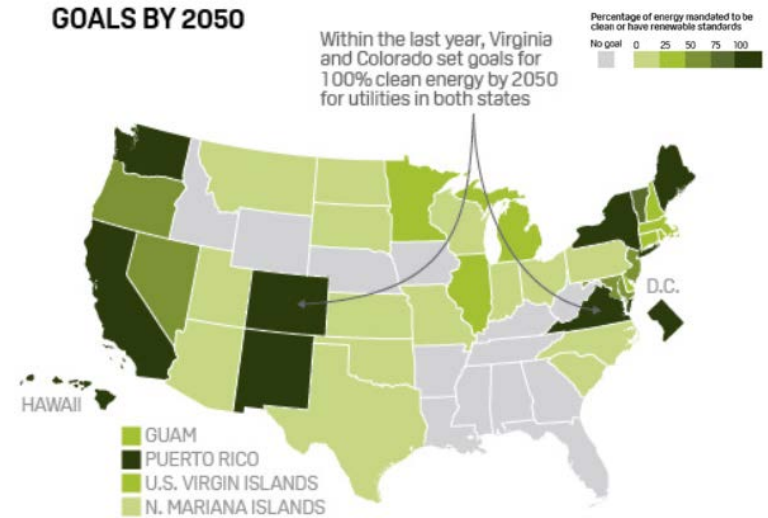 GOALS BY 2050
Percentage of energy mandated to be
clean or have renewable standards
No goal 0 25 50 75 100
Within the last year, Virginia
and Colorado set goals for
100% clean energy by 2050
for utilities in both states
D.C.
HAWAII
GUAM
PUERTO RICO
U.S. VIRGIN ISLANDS
N. MARIANA ISLANDS